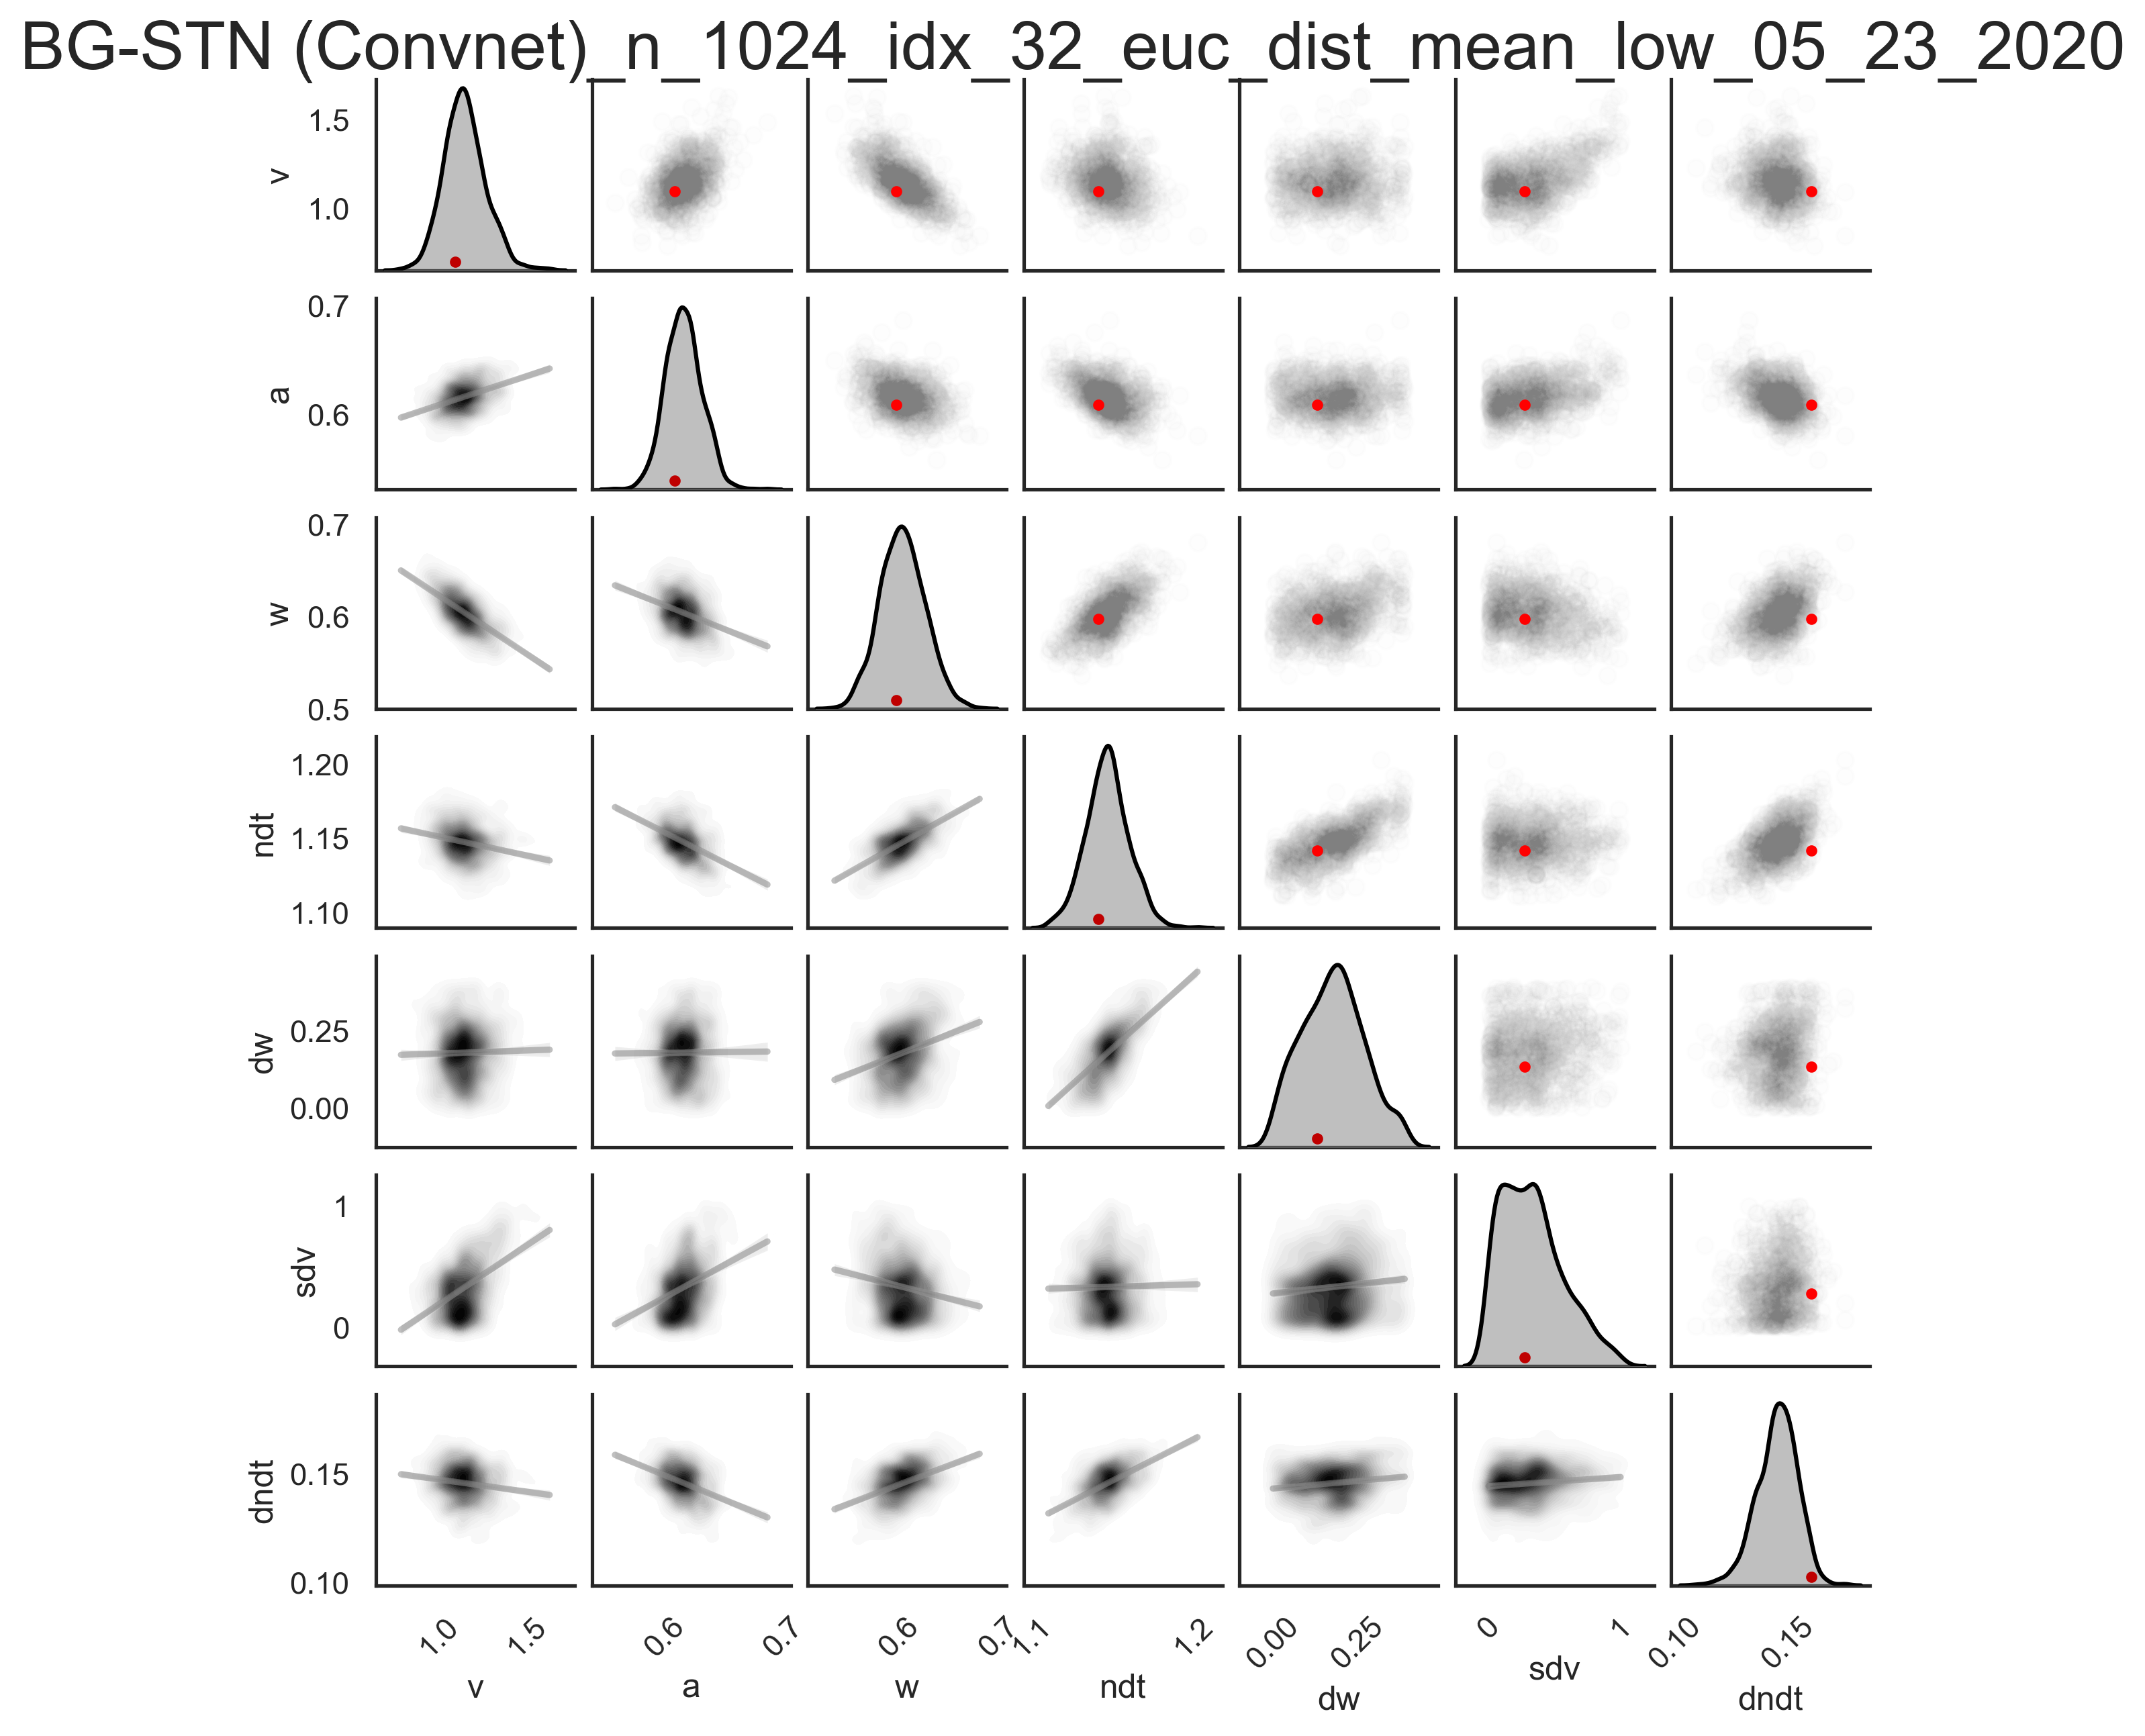 BG-STN (Convnet)_n_1024_idx_32_euc_dist_mean_low_05_23_2020
1.5
v
1.0
0.7
a
0.6
0.7
w
0.6
0.5
1.20
ndt
1.15
1.10
dw
0.25
0.00
1
sdv
0
dndt
0.15
0.10
1.0 1.5 0.6 0.7 0.6 0.7 1.1 1.2 0.00 0.25 0 1 0.10 0.15
v a w ndt dw sdv dndt